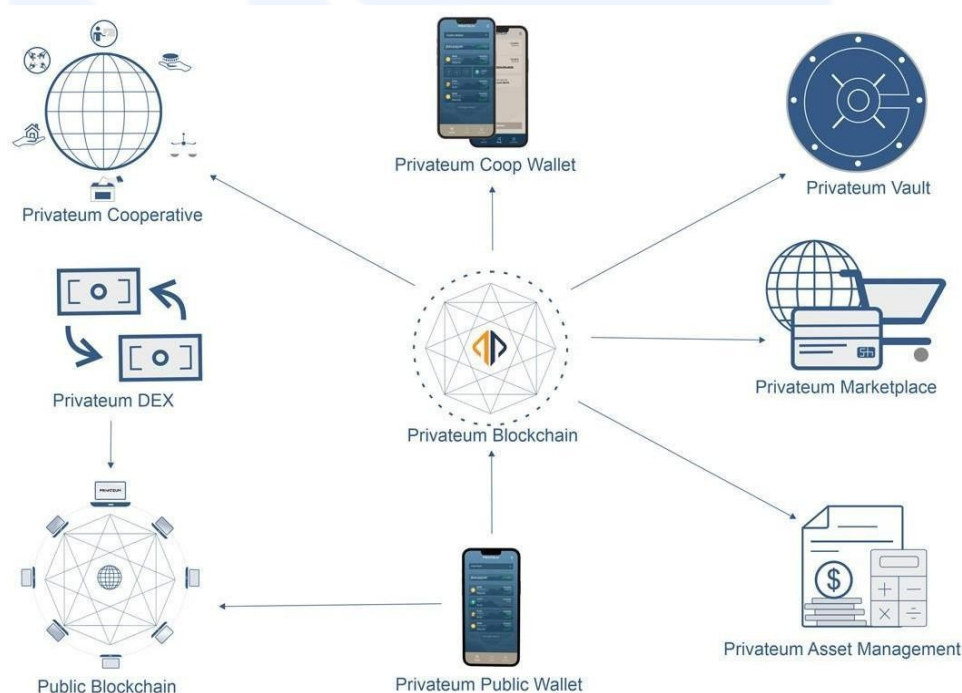 Privateum Coop Wallet
Privateum Vault
Privateum Cooperative
Privateum DEX
Privateum Blockchain
Privateum Marketplace
PRIVATEUM
$
Privateum Asset Management
Public Blockchain
Privateum Public Wallet